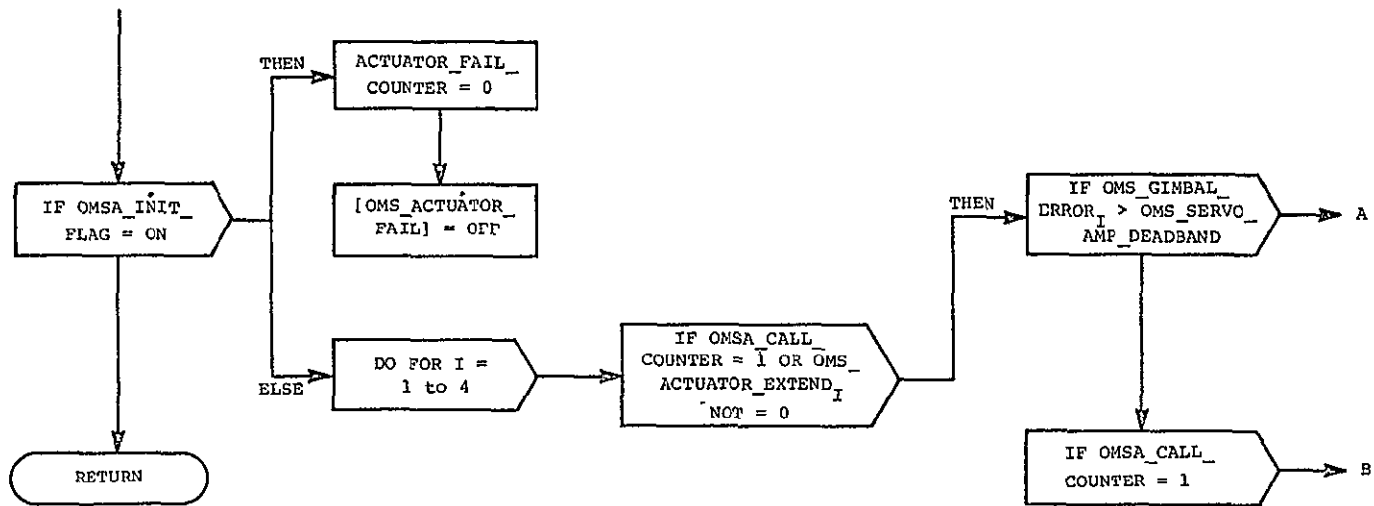 THEN
ACTUATOR_FAIL_
COUNTER = 0
IF OMSA_INIT_
FLAG = ON
[OMS_ACTUATOR_
FAIL] = OFF
ELSE
DO FOR I =
1 to 4
IF OMSA_CALL_
COUNTER = 1 OR OMS_
ACTUATOR_EXTEND_I
NOT = 0
THEN
IF OMS_GIMBAL_
ERROR_I > OMS_SERVO_
AMP_DEADBAND
A
IF OMSA_CALL_
COUNTER = 1
B
RETURN